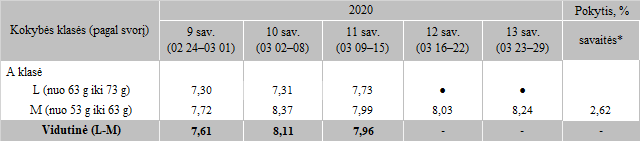 Kokybės klasės (pagal svorį) 2020 Pokytis, %
9 sav. 10 sav. 11 sav. 12 sav. 13 sav. savaitės*
(02 24–03 01) (03 02–08) (03 09–15) (03 16–22) (03 23–29)
A klasė
L (nuo 63 g iki 73 g) 7,30 7,31 7,73 ● ●
M (nuo 53 g iki 63 g) 7,72 8,37 7,99 8,03 8,24 2,62
Vidutinė (L-M) 7,61 8,11 7,96 - - -